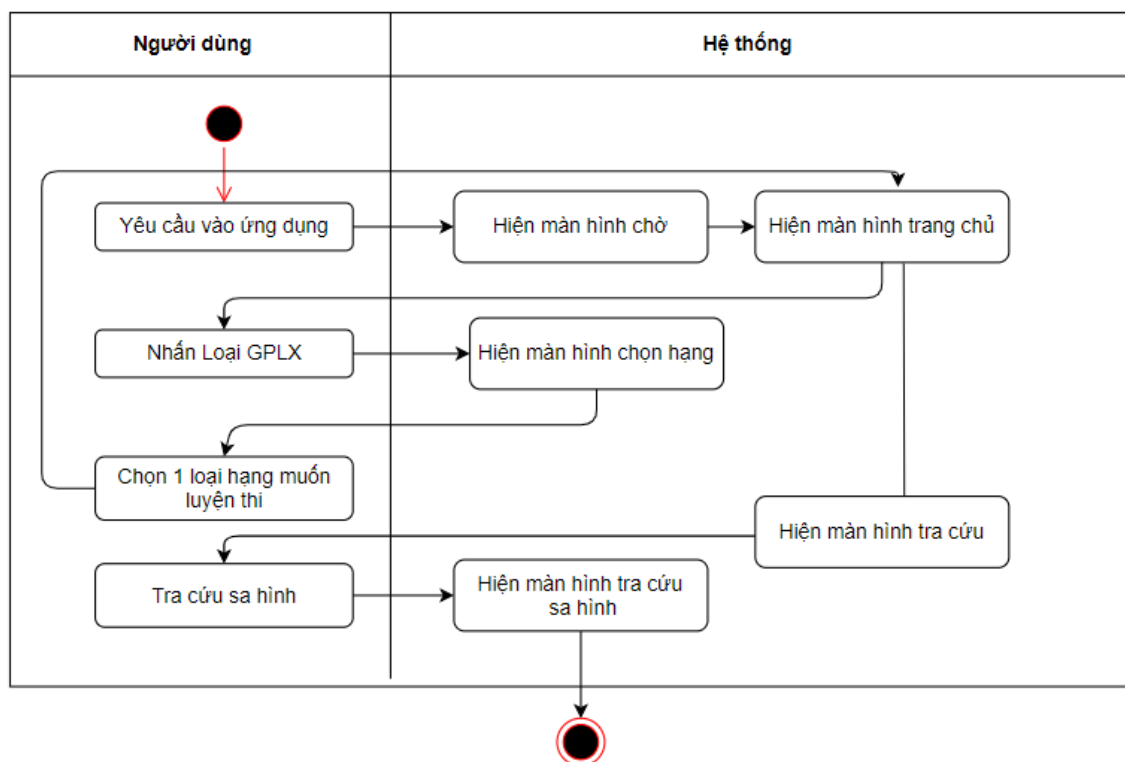 Người dùng
Hệ thống
Yêu cầu vào ứng dụng
Hiện màn hình chờ
Hiện màn hình trang chủ
Nhấn Loại GPLX
Hiện màn hình chọn hạng
Chọn 1 loại hạng muốn
luyện thi
Hiện màn hình tra cứu
Tra cứu sa hình
Hiện màn hình tra cứu
sa hình